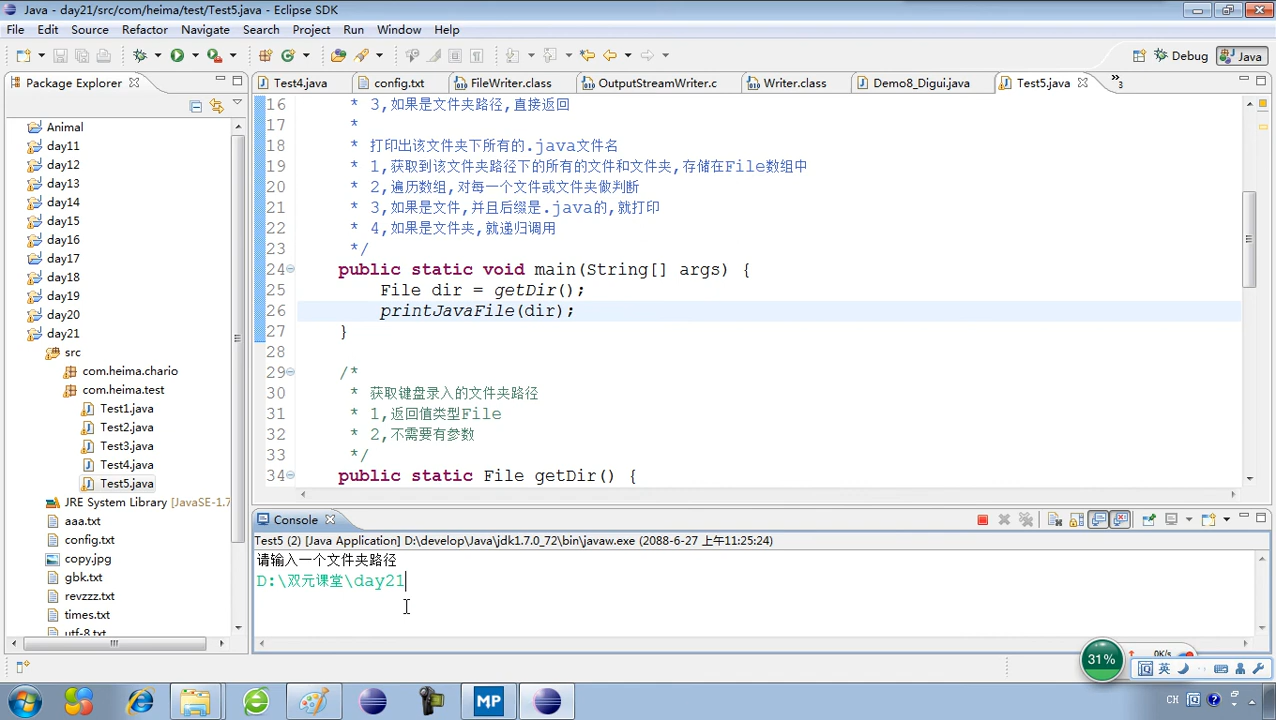 Java - day21/src/com/heima/test/Test5.java - Eclipse SDK
File Edit Source Refactor Navigate Search Project Run Window Help
Debug Java
Package Explorer
Test4.java config.txt FileWriter.class OutputStreamWriter.c Writer.class Demo8_Digui.java Test5.java »3
Animal
day11
day12
day13
day14
day15
day16
day17
day18
day19
day20
day21
src
com.heima.chario
com.heima.test
Test1.java
Test2.java
Test3.java
Test4.java
Test5.java
JRE System Library [JavaSE-1.7
aaa.txt
config.txt
copy.jpg
gbk.txt
revzzz.txt
times.txt
utf-8.txt
16 * 3,如果是文件夹路径,直接返回
17 *
18 * 打印出该文件夹下所有的.java文件名
19 * 1,获取到该文件夹路径下的所有的文件和文件夹,存储在File数组中
20 * 2,遍历数组,对每一个文件或文件夹做判断
21 * 3,如果是文件,并且后缀是.java的,就打印
22 * 4,如果是文件夹,就递归调用
23 */
24 public static void main(String[] args) {
25 File dir = getDir();
26 printJavaFile(dir);
27 }
28
29 /*
30 * 获取键盘录入的文件夹路径
31 * 1,返回值类型File
32 * 2,不需要有参数
33 */
34 public static File getDir() {
Console
Test5 (2) [Java Application] D:\develop\Java\jdk1.7.0_72\bin\javaw.exe (2088-6-27 上午11:25:24)
请输入一个文件夹路径
D:\双元课堂\day21
31% 0K/s
英
MP
CH